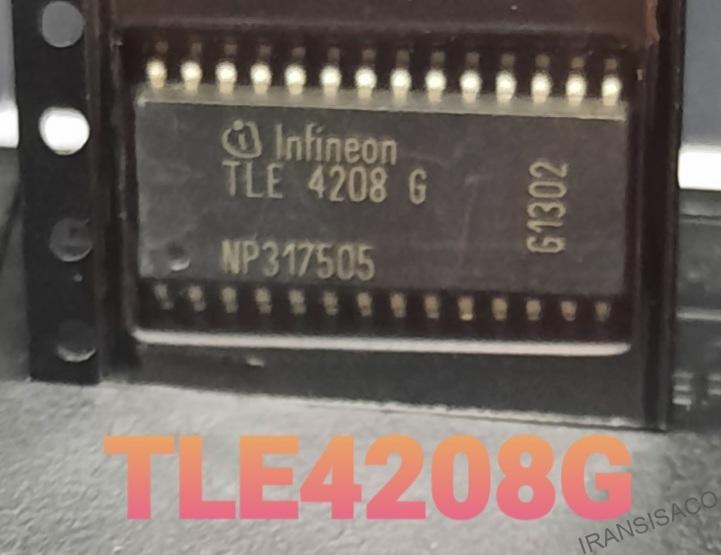 Infineon
TLE 4208 G
G1302
NP317505
TLE4208G
IRANSISACO